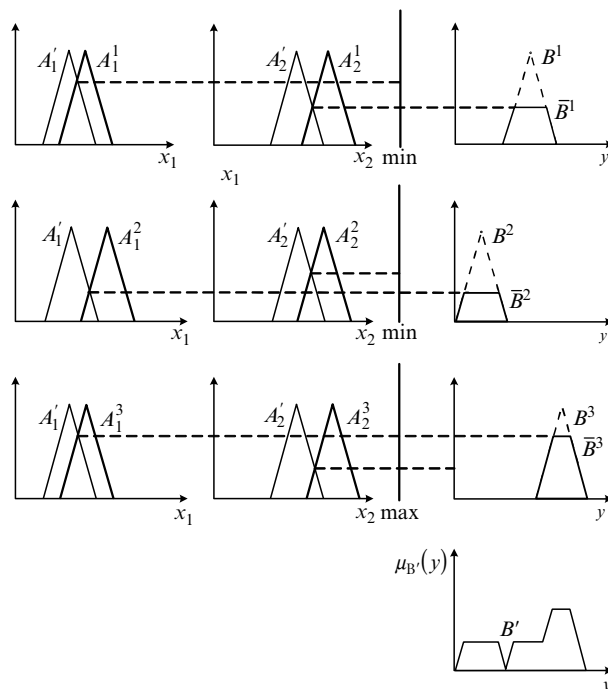 A₁′ A₁¹ A₂′ A₂¹ B¹
B̅¹
x₁ x₂ min y
x₁
A₁′ A₁² A₂′ A₂² B²
B̅²
x₁ x₂ min y
A₁′ A₁³ A₂′ A₂³ B³
B̅³
x₁ x₂ max y
μ_B′(y)
B′
y